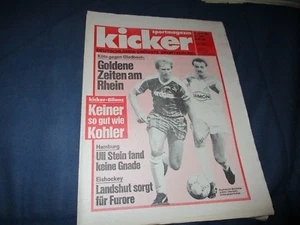 sportmagazin
kicker
Köln gegen Gladbach:
Goldene
Zeiten am
Rhein
kicker-Bilanz
Keiner
so gut wie
Kohler
Hamburg
Uli Stein fand
keine Gnade
Eishockey
Landshut sorgt
für Furore